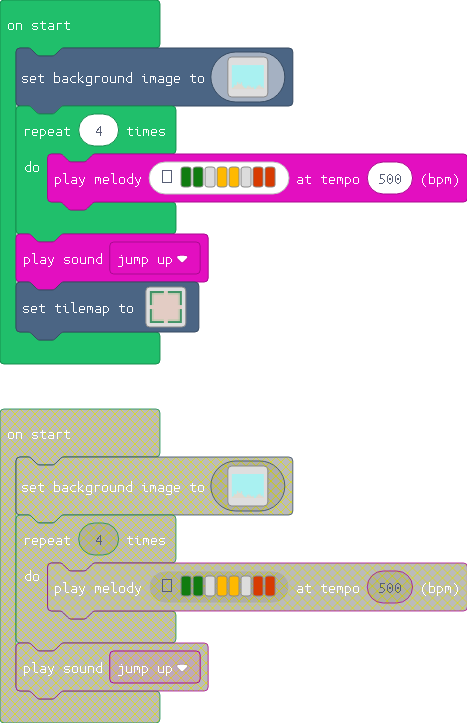 on start
set background image to
repeat 4 times
do
play melody at tempo 500 (bpm)
play sound jump up
set tilemap to
on start
set background image to
repeat 4 times
do
play melody at tempo 500 (bpm)
play sound jump up